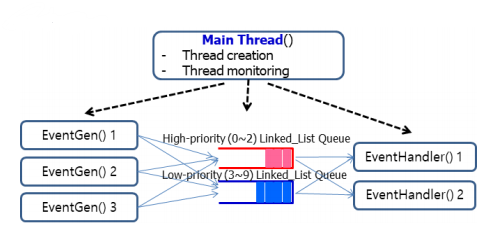 Main Thread()
- Thread creation
- Thread monitoring
EventGen() 1
High-priority (0~2) Linked_List Queue
EventHandler() 1
EventGen() 2
Low-priority (3~9) Linked_List Queue
EventHandler() 2
EventGen() 3